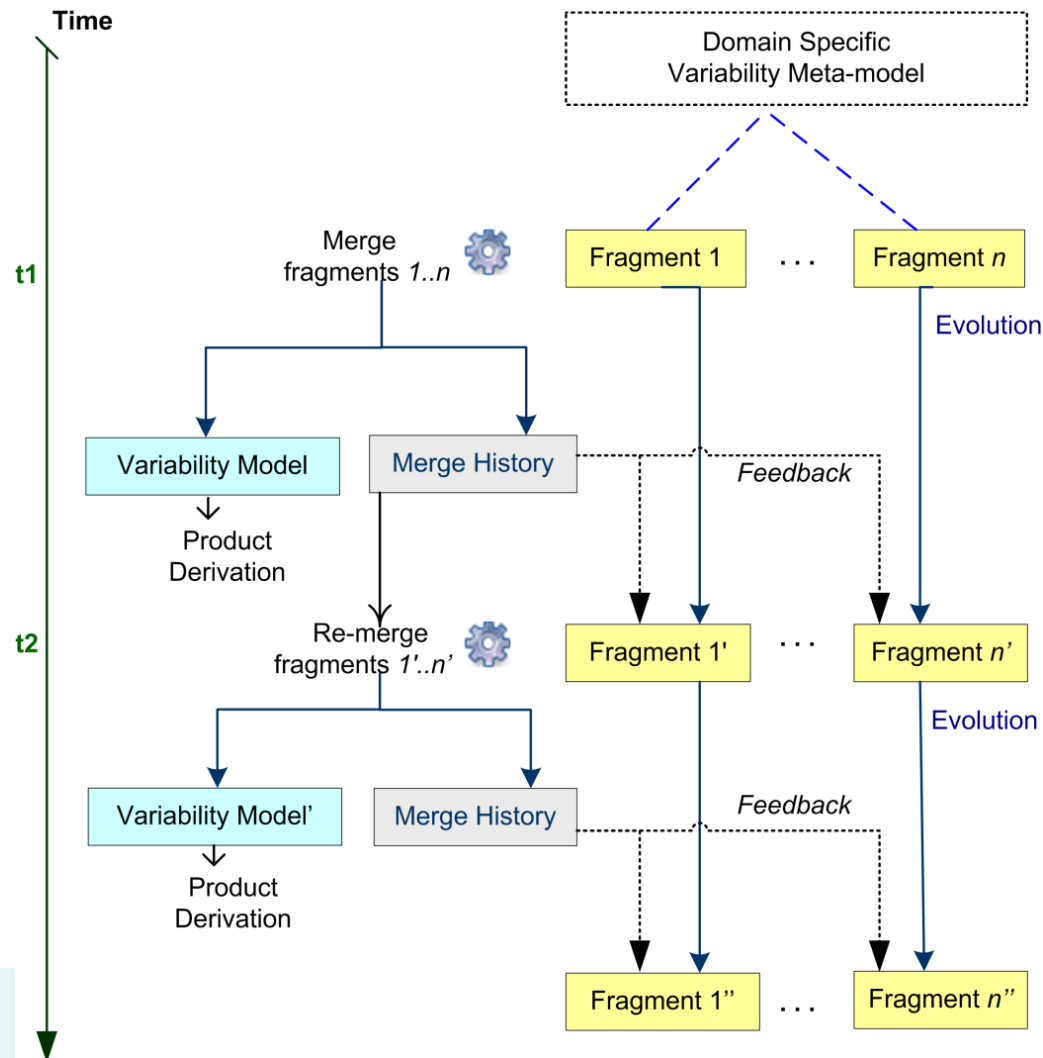 Time
Domain Specific
Variability Meta-model
Merge
fragments 1..n
Fragment 1
. . .
Fragment n
t1
Evolution
Variability Model
Merge History
Feedback
Product
Derivation
t2
Re-merge
fragments 1'..n’
Fragment 1'
. . .
Fragment n’
Evolution
Variability Model’
Merge History
Feedback
Product
Derivation
Fragment 1"
. . .
Fragment n"